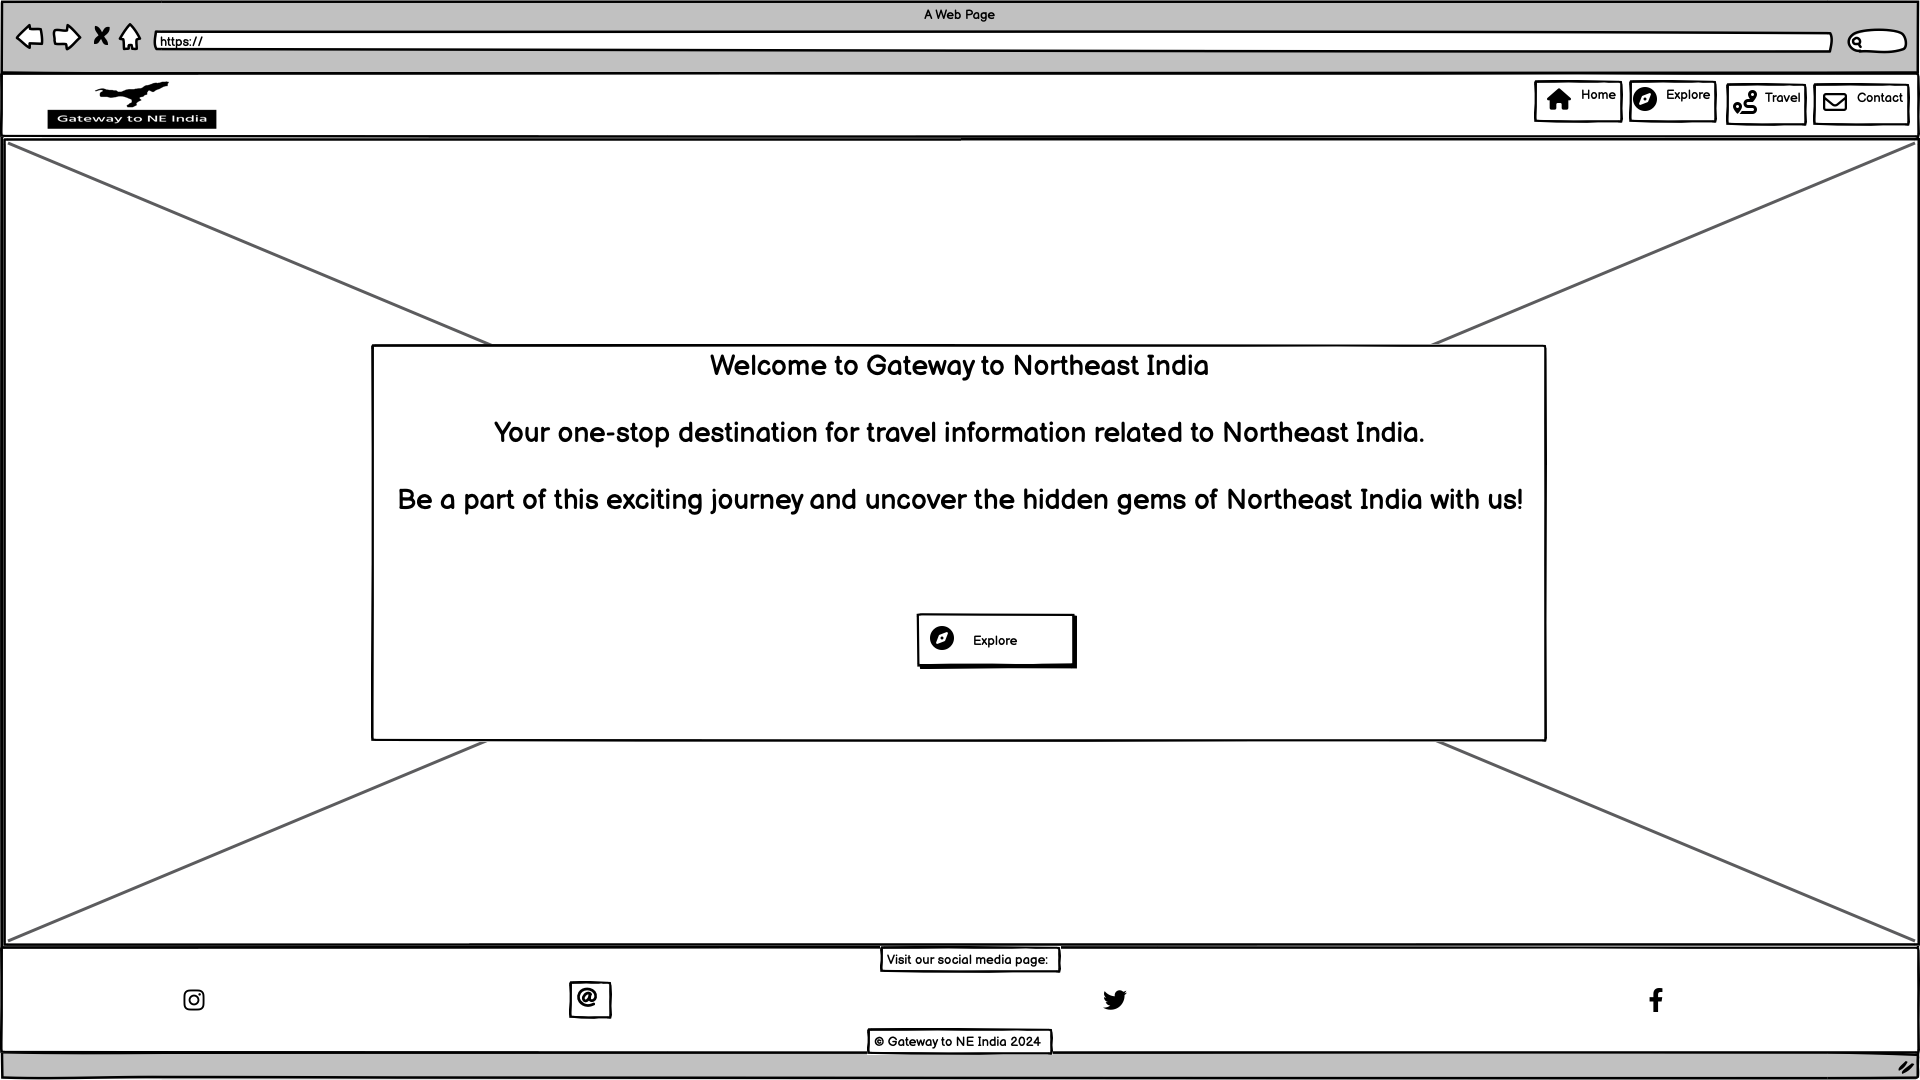 A Web Page
https://
Gateway to NE India
Home
Explore
Travel
Contact
Welcome to Gateway to Northeast India
Your one-stop destination for travel information related to Northeast India.
Be a part of this exciting journey and uncover the hidden gems of Northeast India with us!
Explore
Visit our social media page:
@
© Gateway to NE India 2024